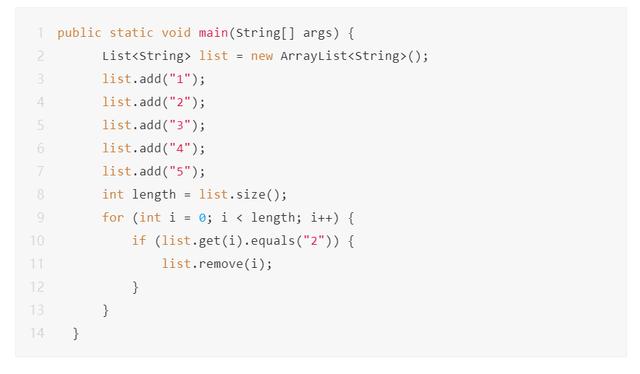 1 public static void main(String[] args) {
2 List<String> list = new ArrayList<String>();
3 list.add("1");
4 list.add("2");
5 list.add("3");
6 list.add("4");
7 list.add("5");
8 int length = list.size();
9 for (int i = 0; i < length; i++) {
10 if (list.get(i).equals("2")) {
11 list.remove(i);
12 }
13 }
14 }